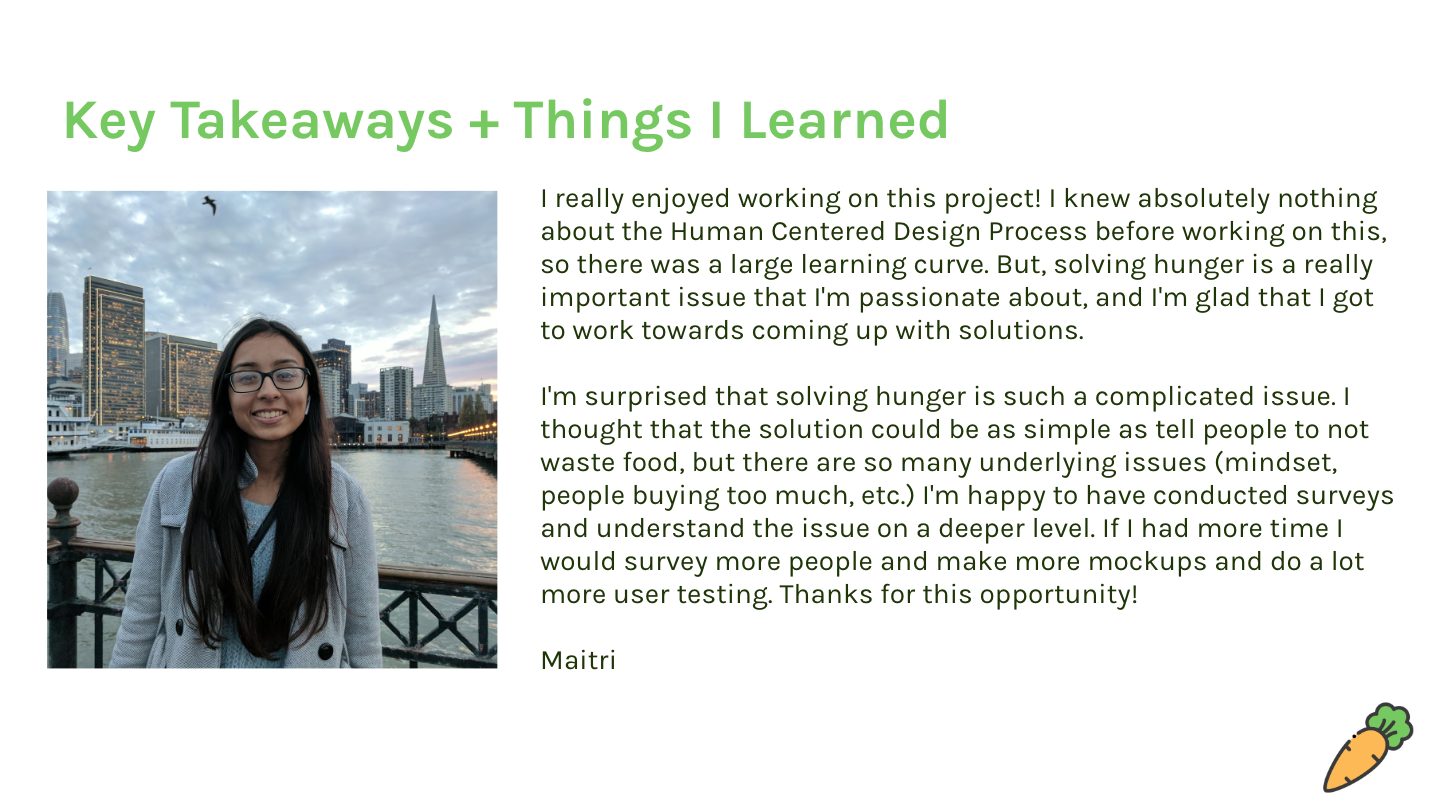 Key Takeaways + Things I Learned
I really enjoyed working on this project! I knew absolutely nothing
about the Human Centered Design Process before working on this,
so there was a large learning curve. But, solving hunger is a really
important issue that I'm passionate about, and I'm glad that I got
to work towards coming up with solutions.
I'm surprised that solving hunger is such a complicated issue. I
thought that the solution could be as simple as tell people to not
waste food, but there are so many underlying issues (mindset,
people buying too much, etc.) I'm happy to have conducted surveys
and understand the issue on a deeper level. If I had more time I
would survey more people and make more mockups and do a lot
more user testing. Thanks for this opportunity!
Maitri